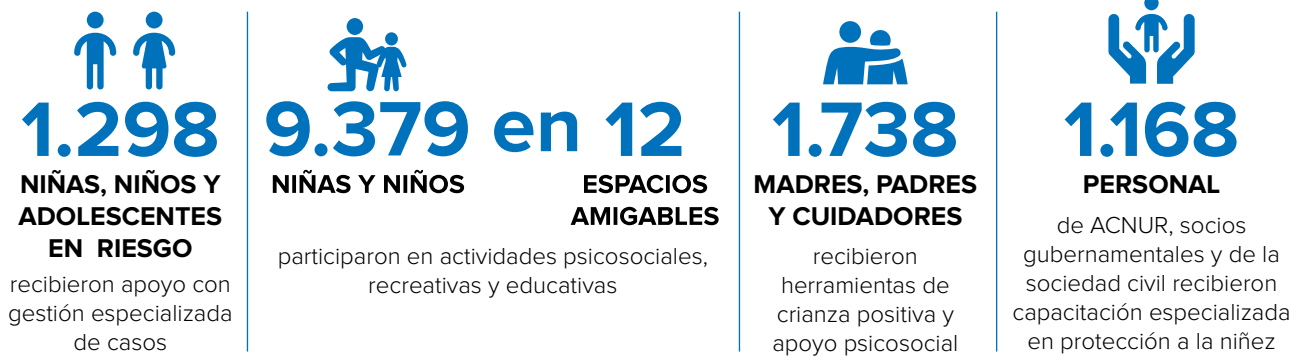 1.298
NIÑAS, NIÑOS Y
ADOLESCENTES
EN RIESGO
recibieron apoyo con
gestión especializada
de casos
9.379 en 12
NIÑAS Y NIÑOS
ESPACIOS
AMIGABLES
participaron en actividades psicosociales,
recreativas y educativas
1.738
MADRES, PADRES
Y CUIDADORES
recibieron
herramientas de
crianza positiva y
apoyo psicosocial
1.168
PERSONAL
de ACNUR, socios
gubernamentales y de la
sociedad civil recibieron
capacitación especializada
en protección a la niñez